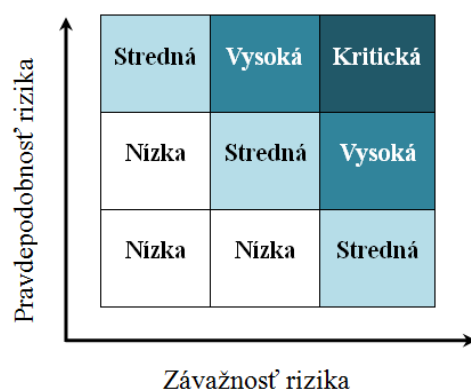 Pravdepodobnosť rizika
Stredná Vysoká Kritická
Nízka Stredná Vysoká
Nízka Nízka Stredná
Závažnosť rizika